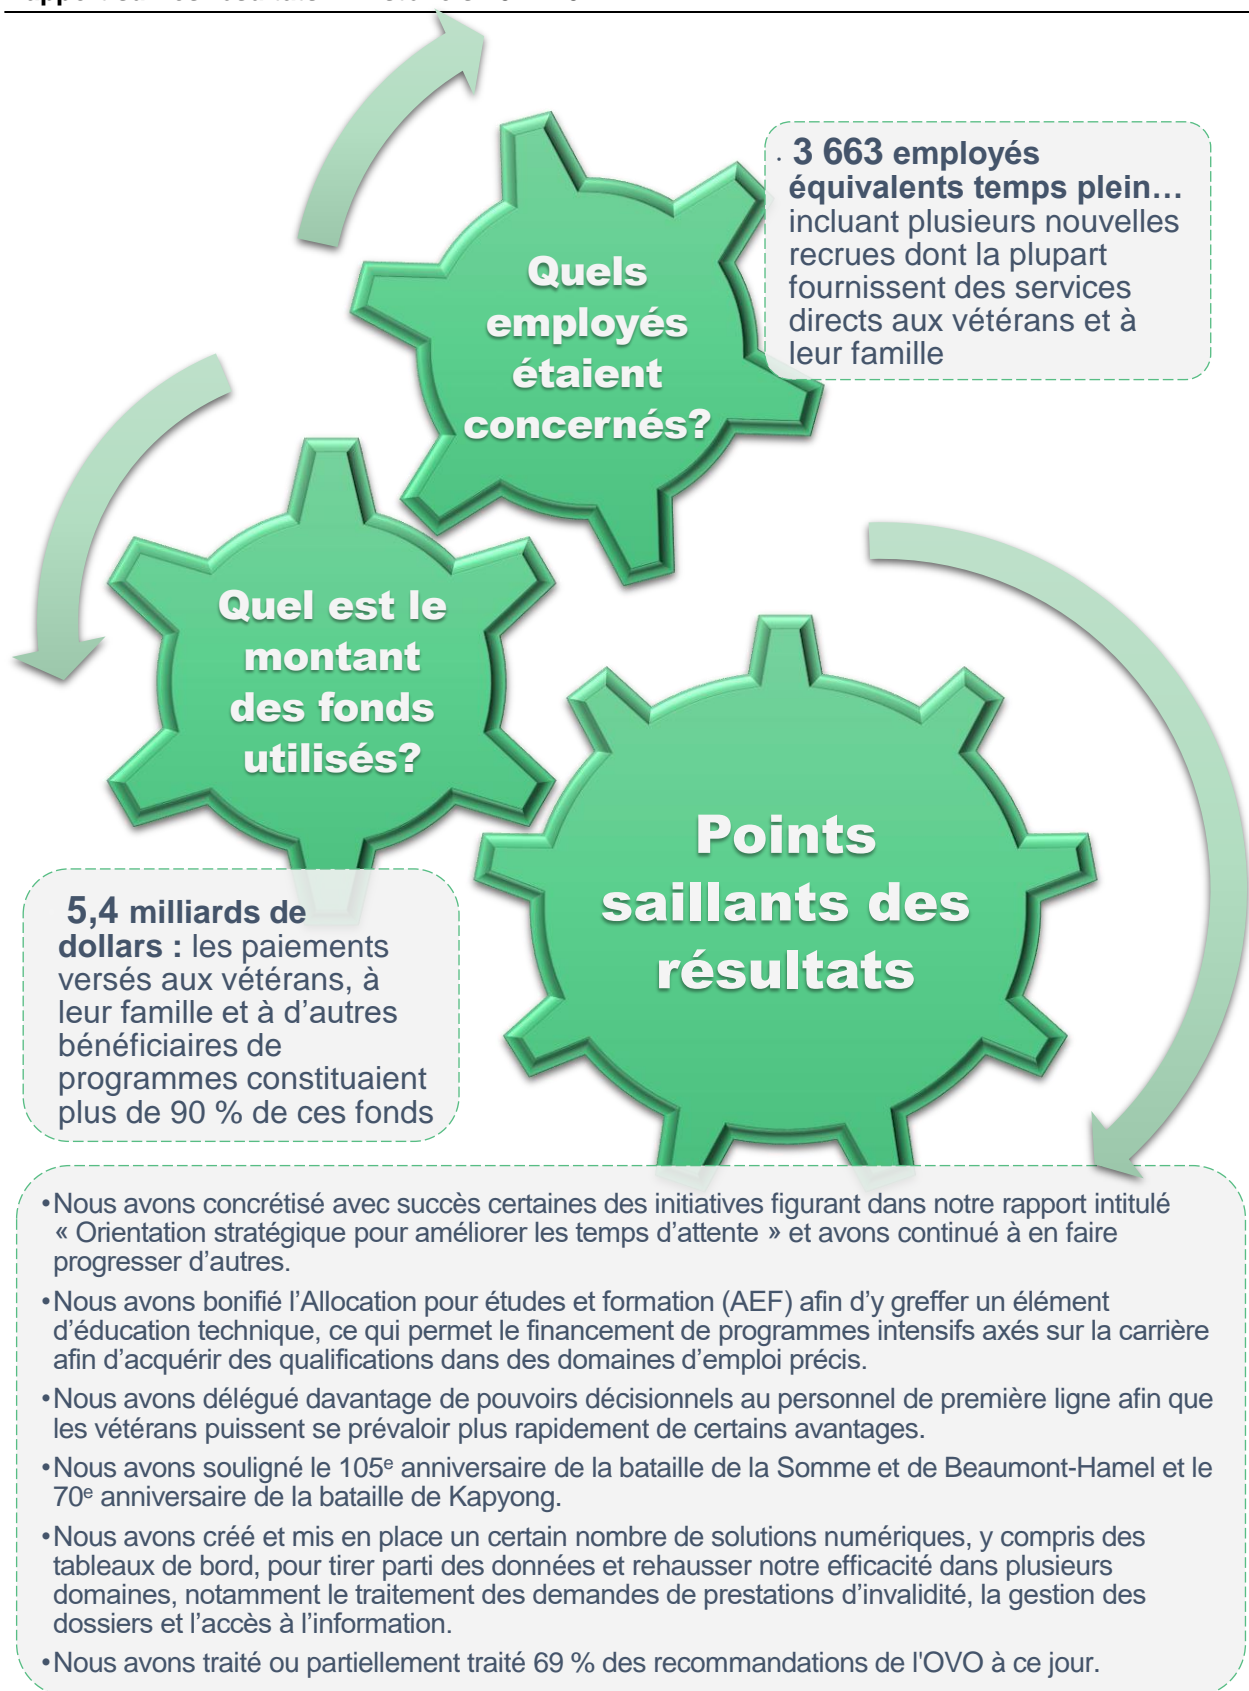 Quels
employés
étaient
concernés?
· 3 663 employés
équivalents temps plein…
incluant plusieurs nouvelles
recrues dont la plupart
fournissent des services
directs aux vétérans et à
leur famille
Quel est le
montant
des fonds
utilisés?
5,4 milliards de
dollars : les paiements
versés aux vétérans, à
leur famille et à d’autres
bénéficiaires de
programmes constituaient
plus de 90 % de ces fonds
Points
saillants des
résultats
•Nous avons concrétisé avec succès certaines des initiatives figurant dans notre rapport intitulé
« Orientation stratégique pour améliorer les temps d’attente » et avons continué à en faire
progresser d’autres.
•Nous avons bonifié l’Allocation pour études et formation (AEF) afin d’y greffer un élément
d’éducation technique, ce qui permet le financement de programmes intensifs axés sur la carrière
afin d’acquérir des qualifications dans des domaines d’emploi précis.
•Nous avons délégué davantage de pouvoirs décisionnels au personnel de première ligne afin que
les vétérans puissent se prévaloir plus rapidement de certains avantages.
•Nous avons souligné le 105ᵉ anniversaire de la bataille de la Somme et de Beaumont-Hamel et le
70ᵉ anniversaire de la bataille de Kapyong.
•Nous avons créé et mis en place un certain nombre de solutions numériques, y compris des
tableaux de bord, pour tirer parti des données et rehausser notre efficacité dans plusieurs
domaines, notamment le traitement des demandes de prestations d’invalidité, la gestion des
dossiers et l’accès à l’information.
•Nous avons traité ou partiellement traité 69 % des recommandations de l'OVO à ce jour.